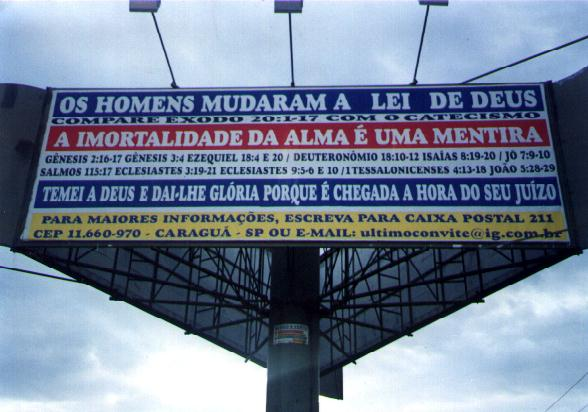 OS HOMENS MUDARAM A LEI DE DEUS
COMPARE EXODO 20:1-17 COM O CATECISMO
A IMORTALIDADE DA ALMA É UMA MENTIRA
GÊNESIS 2:16-17 GÊNESIS 3:4 EZEQUIEL 18:4 E 20 / DEUTERONÔMIO 18:10-12 ISAÍAS 8:19-20 / JÓ 7:9-10
SALMOS 115:17 ECLESIASTES 3:19-21 ECLESIASTES 9:5-6 E 10 /1 TESSALONICENSES 4:13-18 JOÃO 5:28-29
TEMEI A DEUS E DAI-LHE GLÓRIA PORQUE É CHEGADA A HORA DO SEU JUÍZO
PARA MAIORES INFORMAÇÕES, ESCREVA PARA CAIXA POSTAL 211
CEP 11.660-970 - CARAGUÁ - SP OU E-MAIL: ultimoconvite@ig.com.br